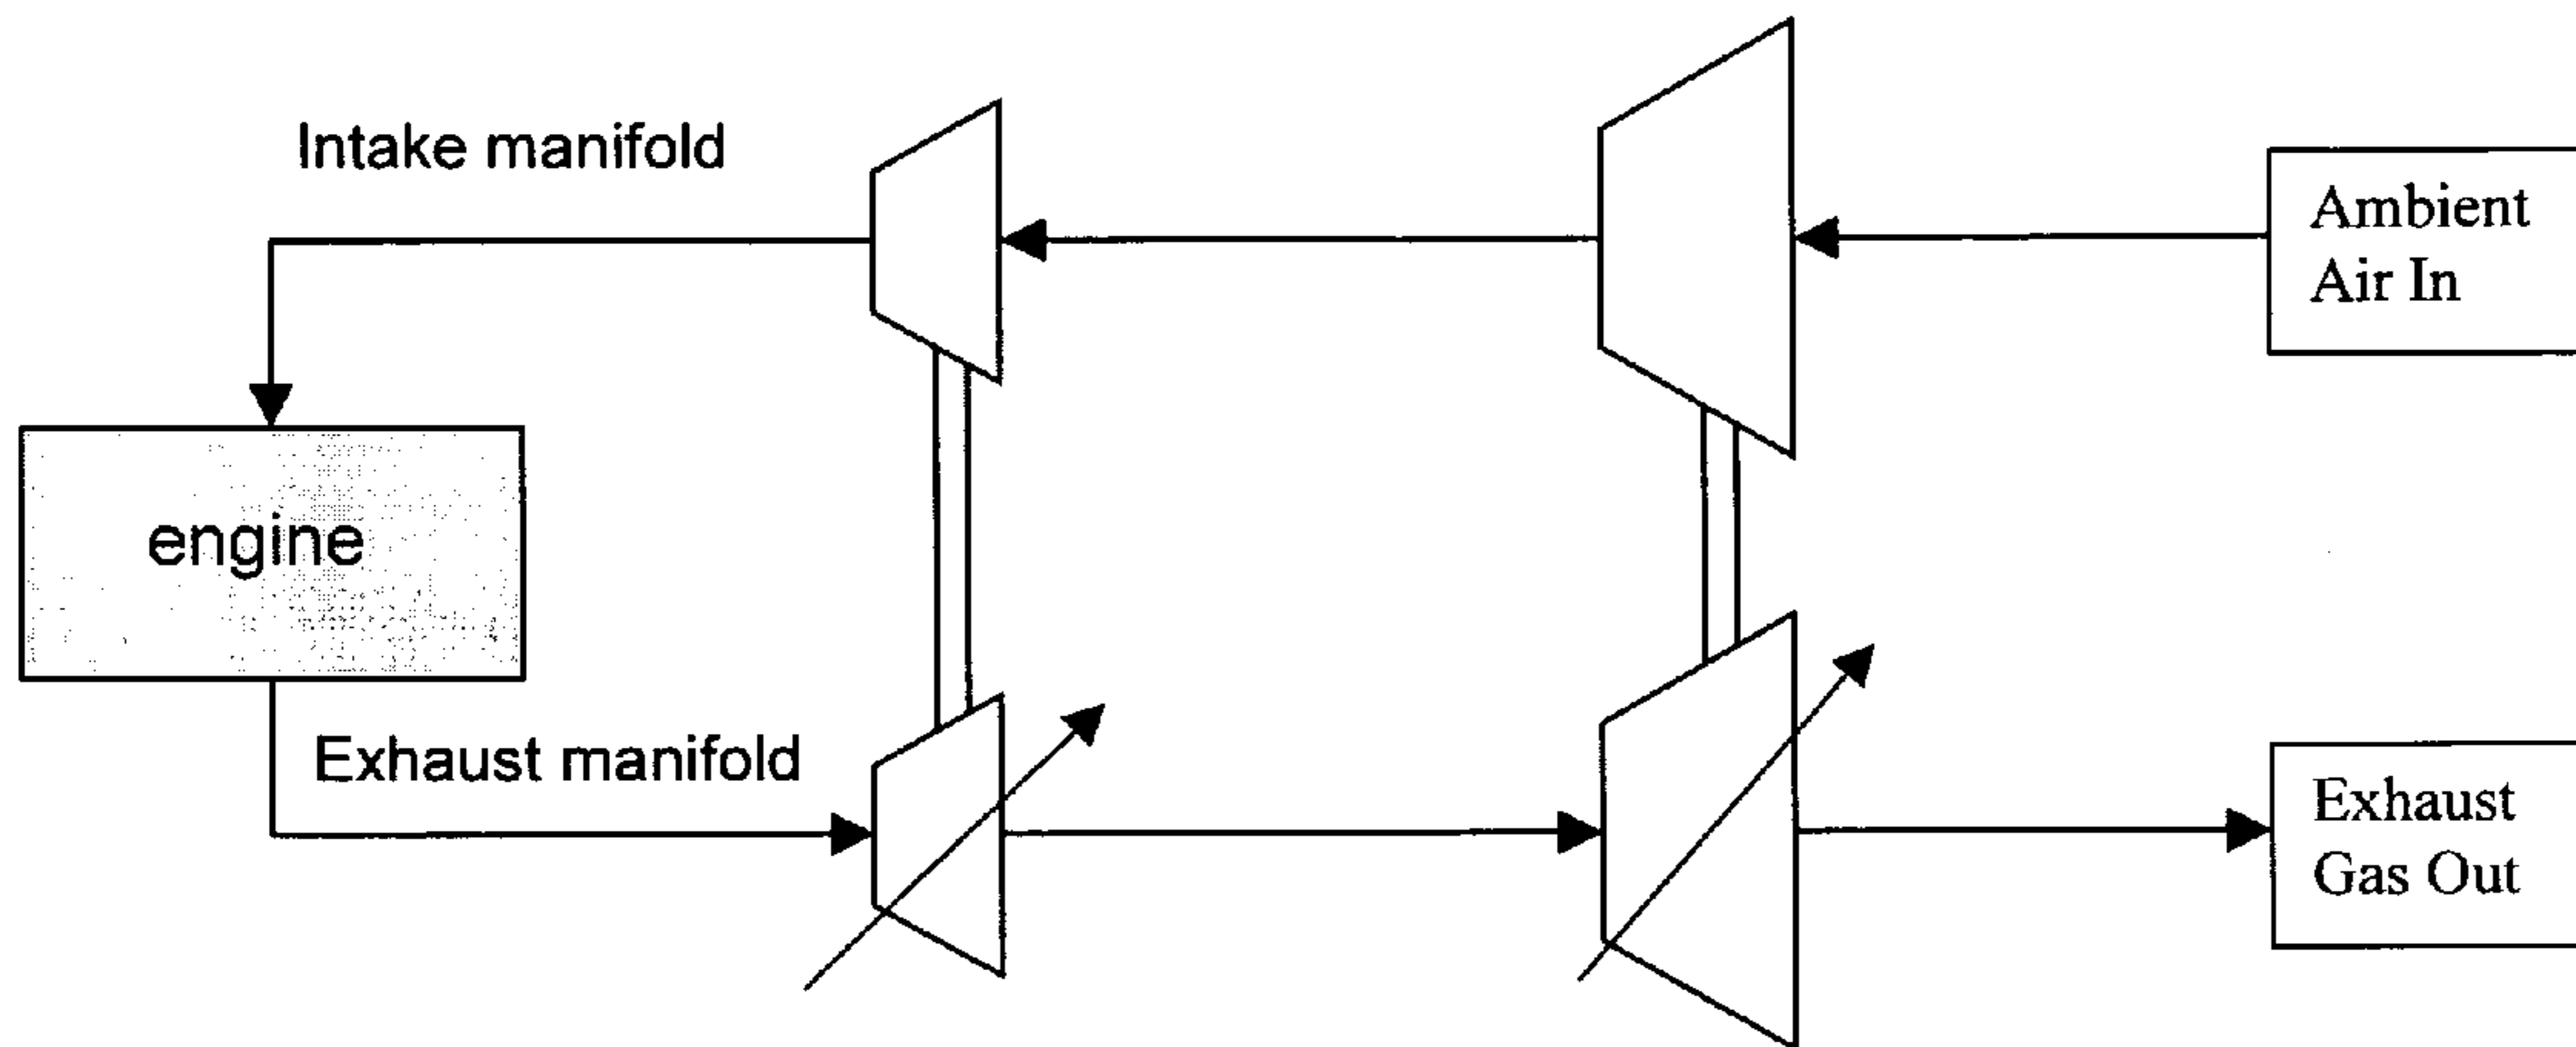 Intake manifold
Ambient
Air In
engine
Exhaust manifold
Exhaust
Gas Out